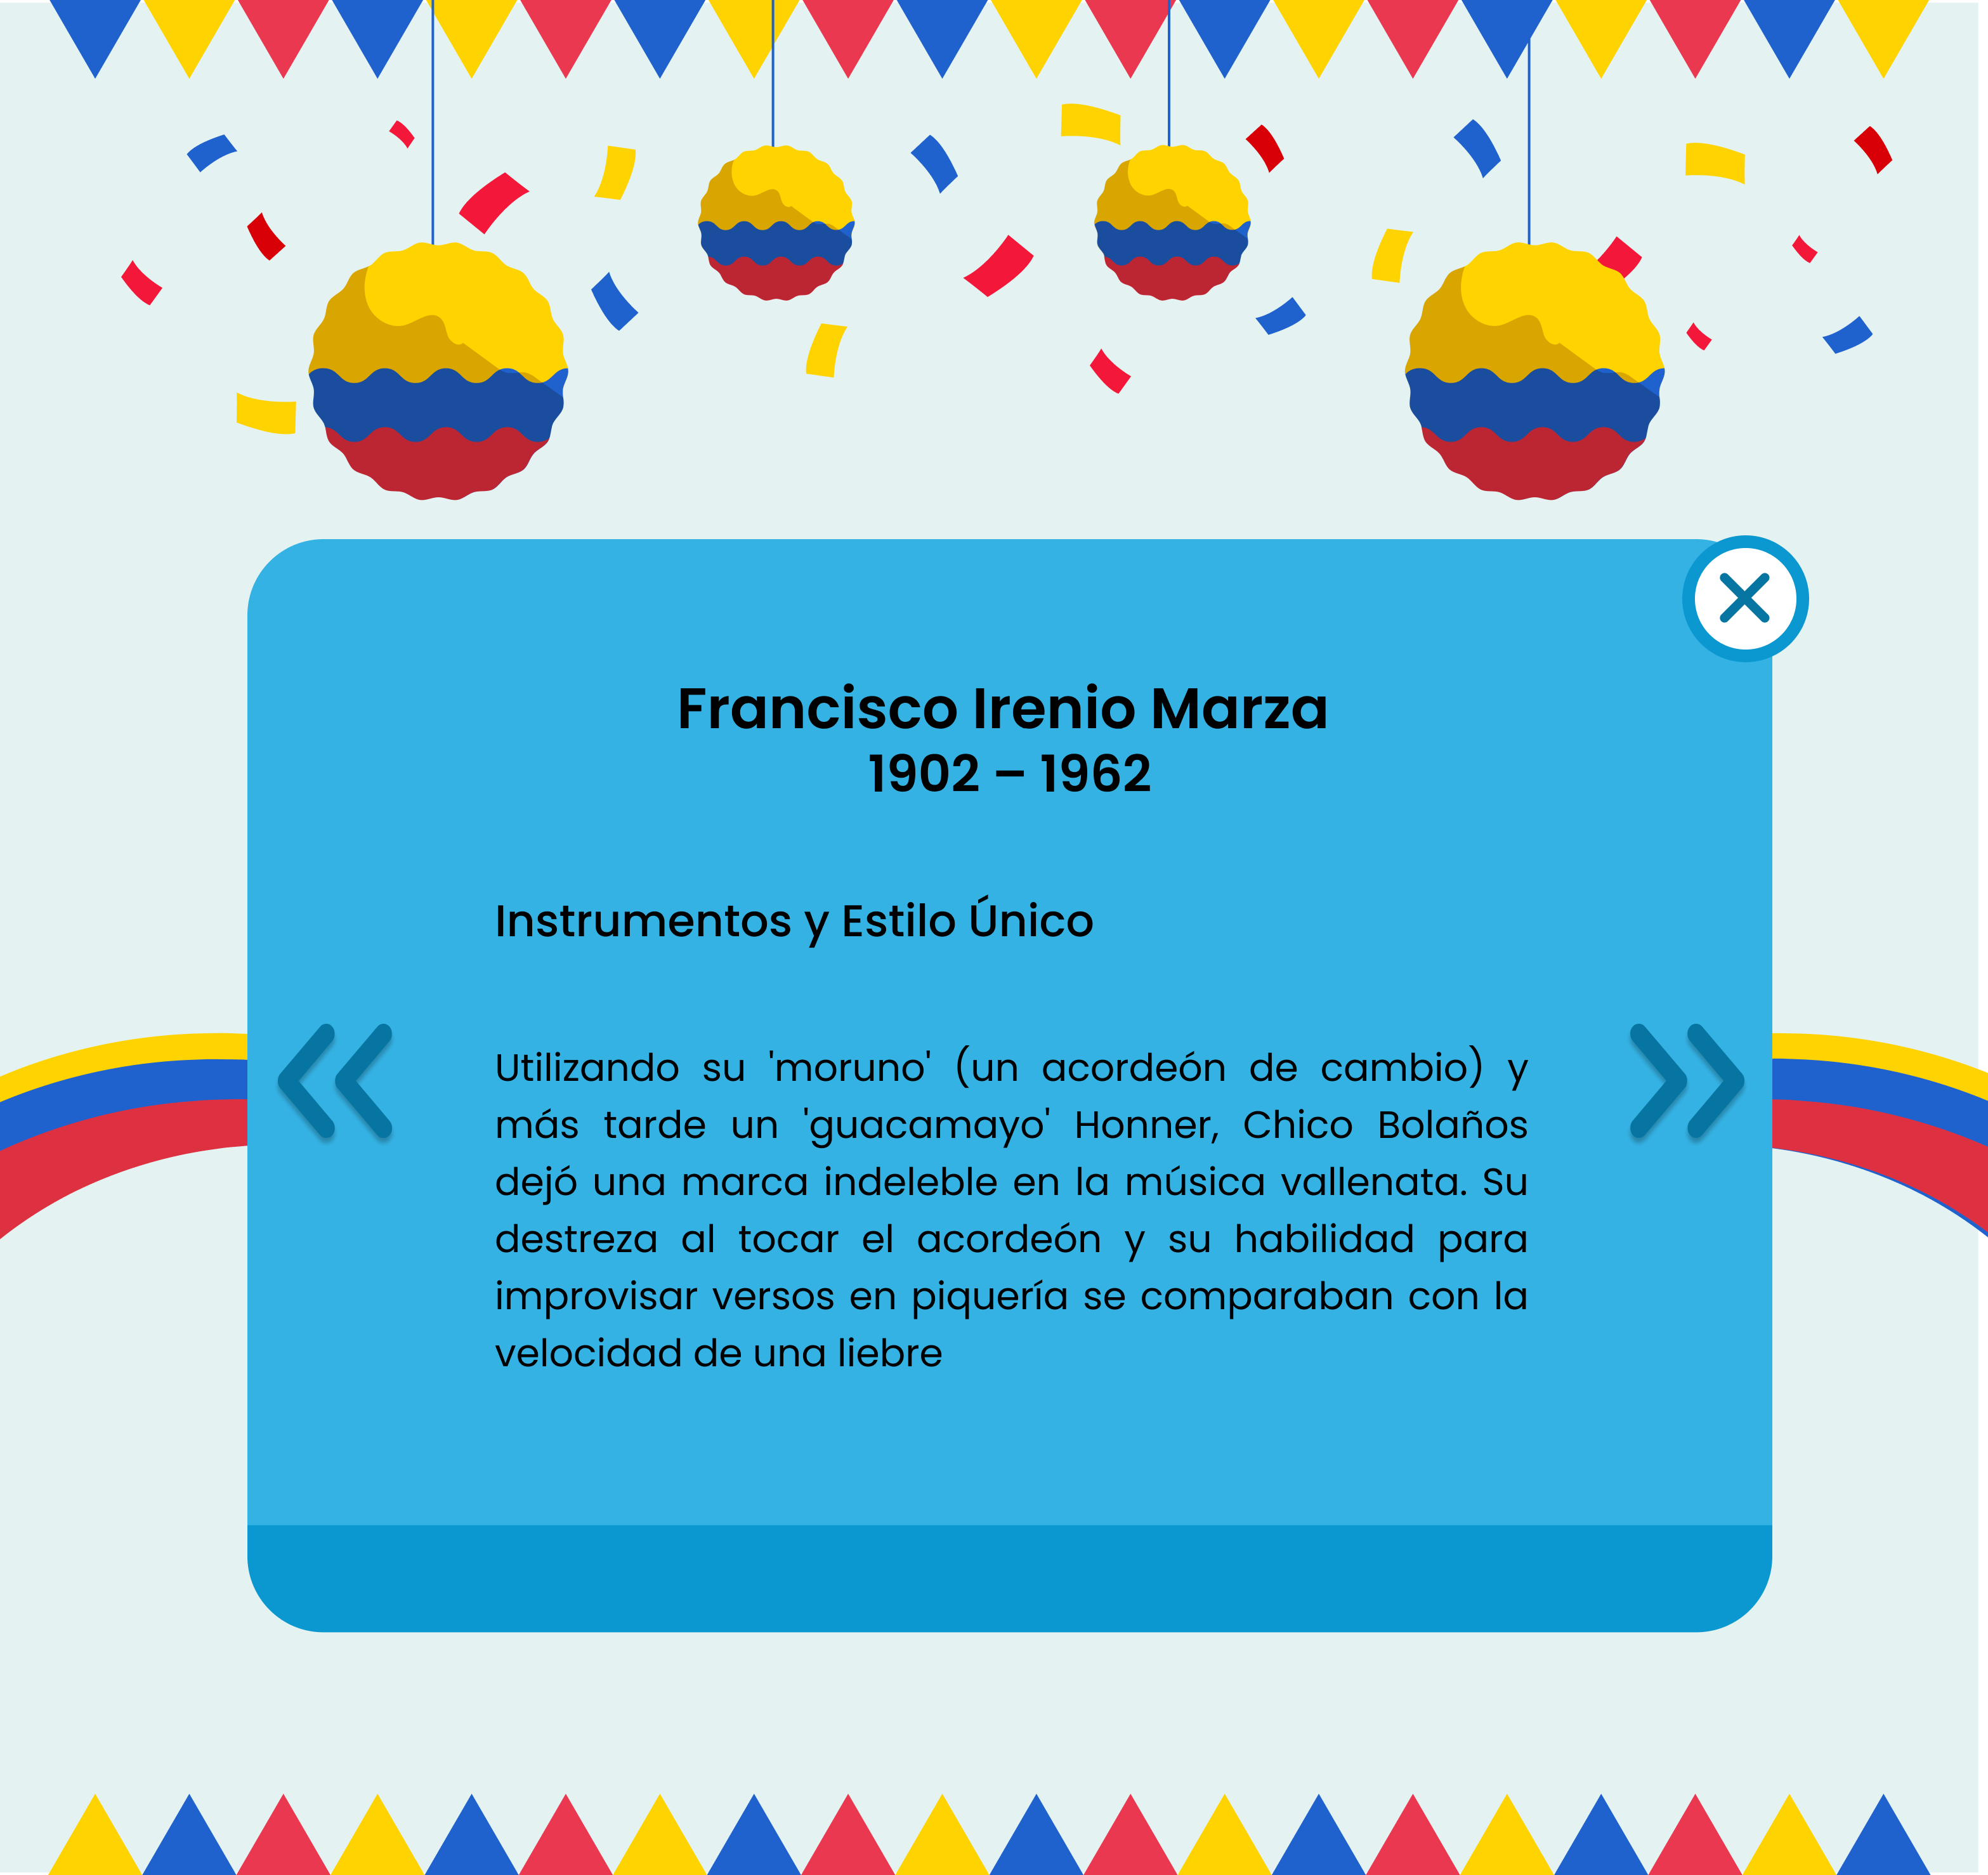 Francisco Irenio Marza
1902 – 1962
Instrumentos y Estilo Único
Utilizando su 'moruno' (un acordeón de cambio) y
más tarde un 'guacamayo' Honner, Chico Bolaños
dejó una marca indeleble en la música vallenata. Su
destreza al tocar el acordeón y su habilidad para
improvisar versos en piquería se comparaban con la
velocidad de una liebre